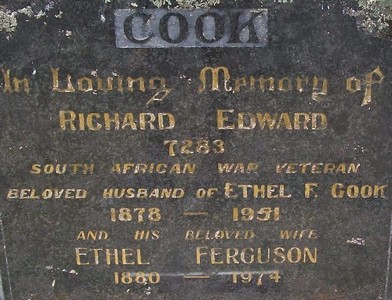 COOK
In Loving Memory of
RICHARD EDWARD
7283
SOUTH AFRICAN WAR VETERAN
BELOVED HUSBAND OF ETHEL F. COOK
1878 — 1951
AND HIS BELOVED WIFE
ETHEL FERGUSON
1880 — 1974